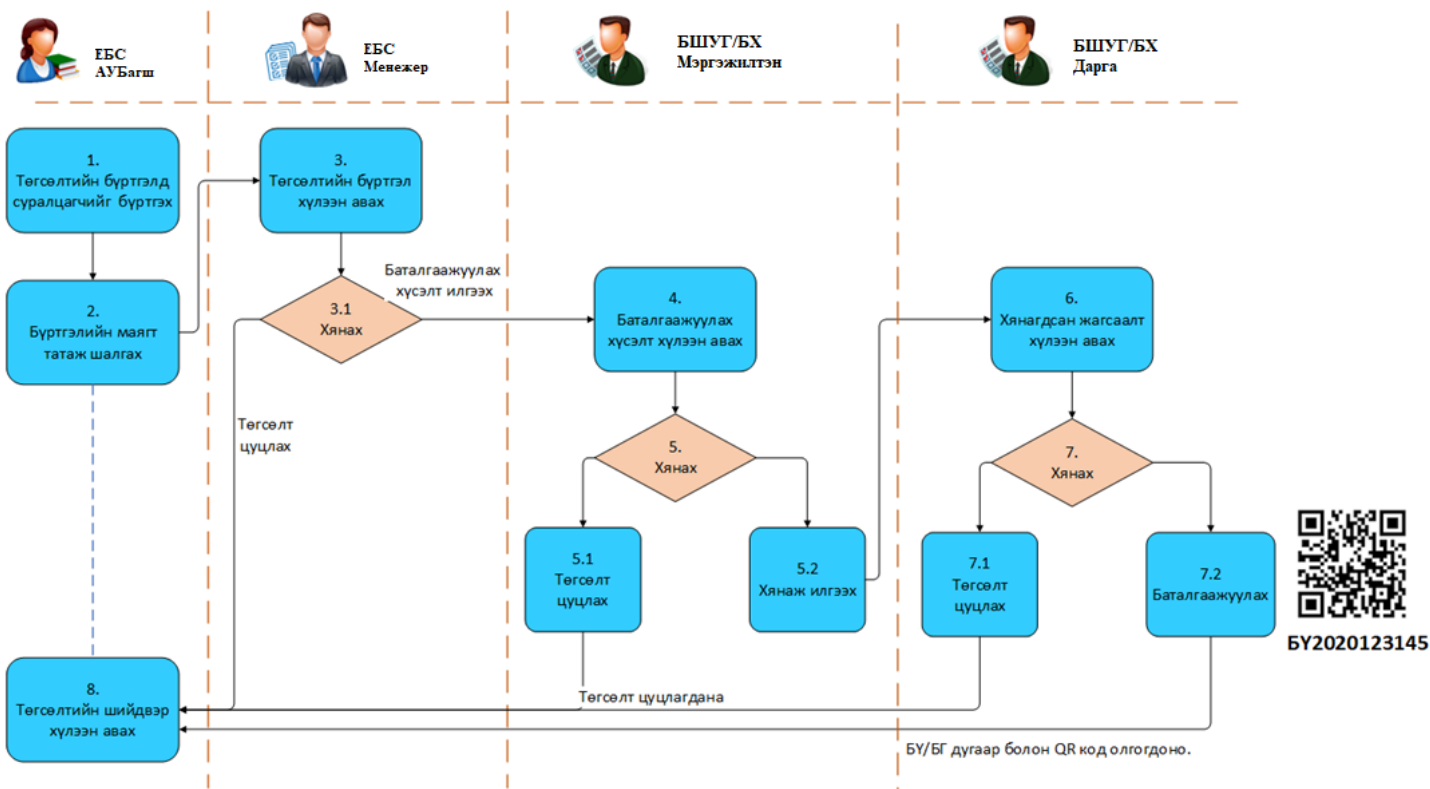 ЕБС
АУБагш
ЕБС
Менежер
БШУГ/БХ
Мэргэжилтэн
БШУГ/БХ
Дарга
1.
Төгсөлтийн бүртгэлд
суралцагчийг бүртгэх
2.
Бүртгэлийн маягт
татаж шалгах
3.
Төгсөлтийн бүртгэл
хүлээн авах
3.1
Хянах
Баталгаажуулах
хүсэлт илгээх
Төгсөлт
цуцлах
4.
Баталгаажуулах
хүсэлт хүлээн авах
5.
Хянах
5.1
Төгсөлт
цуцлах
5.2
Хянаж илгээх
6.
Хянагдсан жагсаалт
хүлээн авах
7.
Хянах
7.1
Төгсөлт
цуцлах
7.2
Баталгаажуулах
БҮ2020123145
8.
Төгсөлтийн шийдвэр
хүлээн авах
Төгсөлт цуцлагдана
БҮ/БГ дугаар болон QR код олгогдоно.